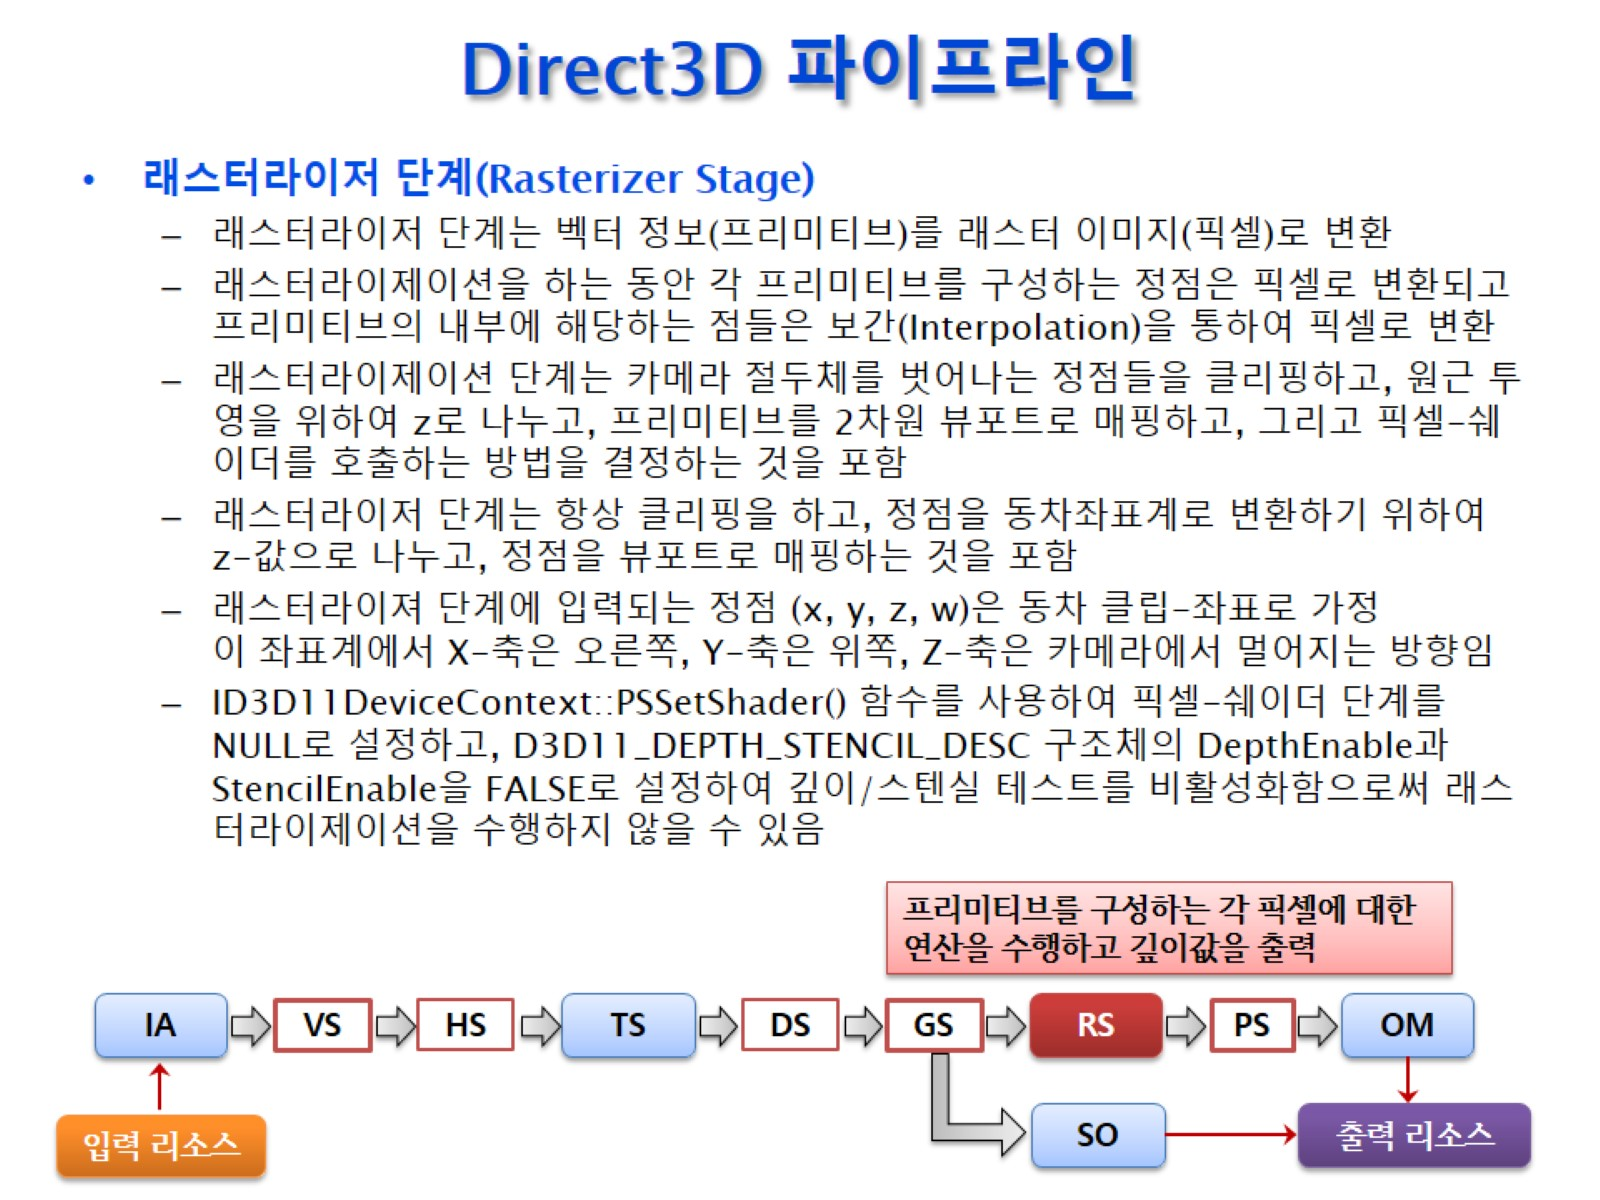 Direct3D 파이프라인
• 래스터라이저 단계(Rasterizer Stage)
– 래스터라이저 단계는 벡터 정보(프리미티브)를 래스터 이미지(픽셀)로 변환
– 래스터라이제이션을 하는 동안 각 프리미티브를 구성하는 정점은 픽셀로 변환되고
프리미티브의 내부에 해당하는 점들은 보간(Interpolation)을 통하여 픽셀로 변환
– 래스터라이제이션 단계는 카메라 절두체를 벗어나는 정점들을 클리핑하고, 원근 투
영을 위하여 z로 나누고, 프리미티브를 2차원 뷰포트로 매핑하고, 그리고 픽셀-쉐
이더를 호출하는 방법을 결정하는 것을 포함
– 래스터라이저 단계는 항상 클리핑을 하고, 정점을 동차좌표계로 변환하기 위하여
z-값으로 나누고, 정점을 뷰포트로 매핑하는 것을 포함
– 래스터라이져 단계에 입력되는 정점 (x, y, z, w)은 동차 클립-좌표로 가정
이 좌표계에서 X-축은 오른쪽, Y-축은 위쪽, Z-축은 카메라에서 멀어지는 방향임
– ID3D11DeviceContext::PSSetShader() 함수를 사용하여 픽셀-쉐이더 단계를
NULL로 설정하고, D3D11_DEPTH_STENCIL_DESC 구조체의 DepthEnable과
StencilEnable을 FALSE로 설정하여 깊이/스텐실 테스트를 비활성화함으로써 래스
터라이제이션을 수행하지 않을 수 있음
프리미티브를 구성하는 각 픽셀에 대한
연산을 수행하고 깊이값을 출력
IA VS HS TS DS GS RS PS OM
입력 리소스 SO 출력 리소스